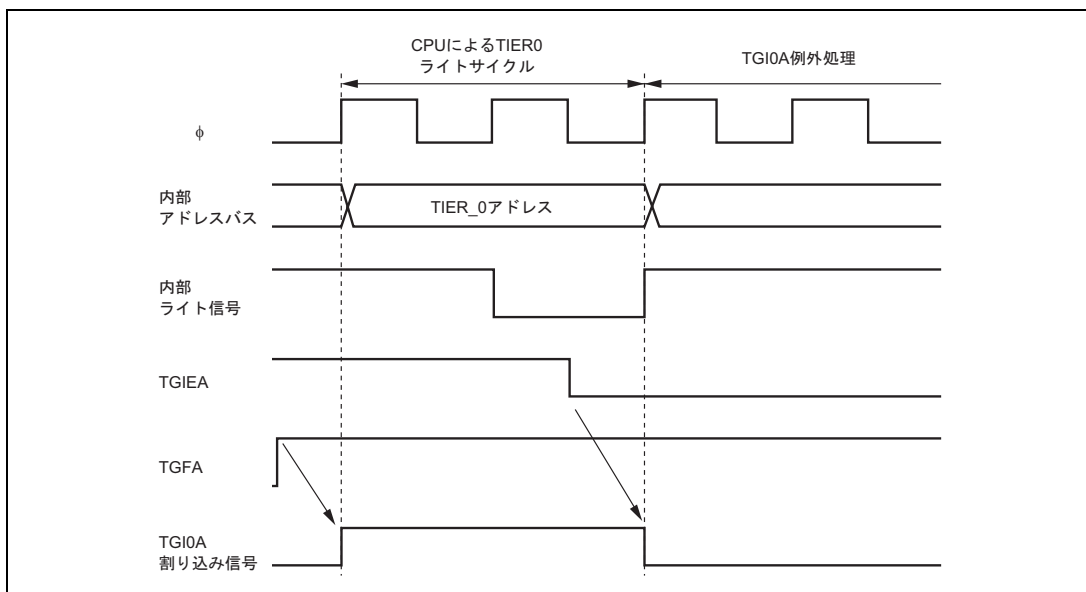 CPUによるTIER0
ライトサイクル
TGI0A例外処理
φ
内部
アドレスバス
TIER_0アドレス
内部
ライト信号
TGIEA
TGFA
TGI0A
割り込み信号